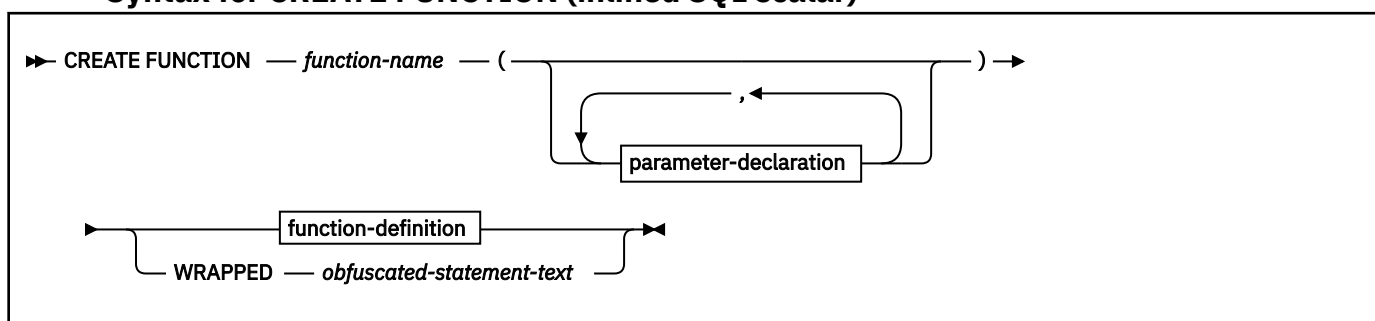 Syntax for CREATE FUNCTION (inlined SQL scalar)
CREATE FUNCTION function-name ( )
,
parameter-declaration
function-definition
WRAPPED obfuscated-statement-text